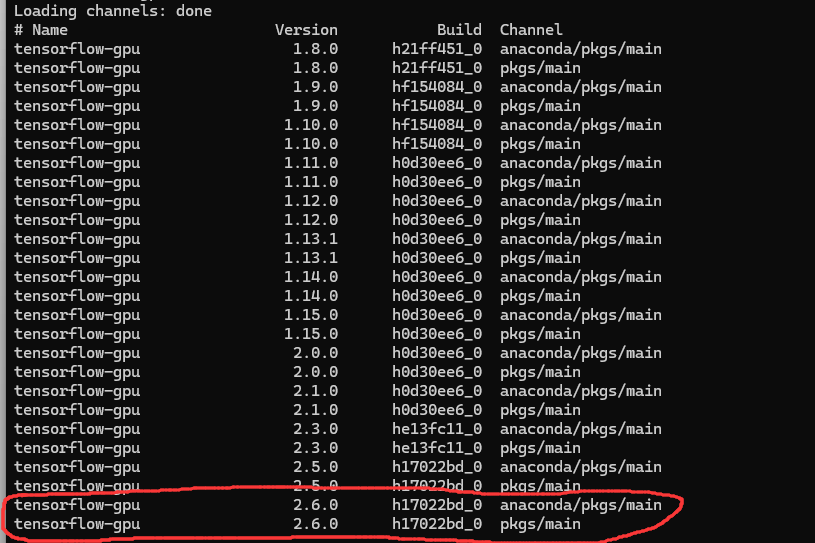 Loading channels: done
# Name Version Build Channel
tensorflow-gpu 1.8.0 h21ff451_0 anaconda/pkgs/main
tensorflow-gpu 1.8.0 h21ff451_0 pkgs/main
tensorflow-gpu 1.9.0 hf154084_0 anaconda/pkgs/main
tensorflow-gpu 1.9.0 hf154084_0 pkgs/main
tensorflow-gpu 1.10.0 hf154084_0 anaconda/pkgs/main
tensorflow-gpu 1.10.0 hf154084_0 pkgs/main
tensorflow-gpu 1.11.0 h0d30ee6_0 anaconda/pkgs/main
tensorflow-gpu 1.11.0 h0d30ee6_0 pkgs/main
tensorflow-gpu 1.12.0 h0d30ee6_0 anaconda/pkgs/main
tensorflow-gpu 1.12.0 h0d30ee6_0 pkgs/main
tensorflow-gpu 1.13.1 h0d30ee6_0 anaconda/pkgs/main
tensorflow-gpu 1.13.1 h0d30ee6_0 pkgs/main
tensorflow-gpu 1.14.0 h0d30ee6_0 anaconda/pkgs/main
tensorflow-gpu 1.14.0 h0d30ee6_0 pkgs/main
tensorflow-gpu 1.15.0 h0d30ee6_0 anaconda/pkgs/main
tensorflow-gpu 1.15.0 h0d30ee6_0 pkgs/main
tensorflow-gpu 2.0.0 h0d30ee6_0 anaconda/pkgs/main
tensorflow-gpu 2.0.0 h0d30ee6_0 pkgs/main
tensorflow-gpu 2.1.0 h0d30ee6_0 anaconda/pkgs/main
tensorflow-gpu 2.1.0 h0d30ee6_0 pkgs/main
tensorflow-gpu 2.3.0 he13fc11_0 anaconda/pkgs/main
tensorflow-gpu 2.3.0 he13fc11_0 pkgs/main
tensorflow-gpu 2.5.0 h17022bd_0 anaconda/pkgs/main
tensorflow-gpu 2.5.0 h17022bd_0 pkgs/main
tensorflow-gpu 2.6.0 h17022bd_0 anaconda/pkgs/main
tensorflow-gpu 2.6.0 h17022bd_0 pkgs/main